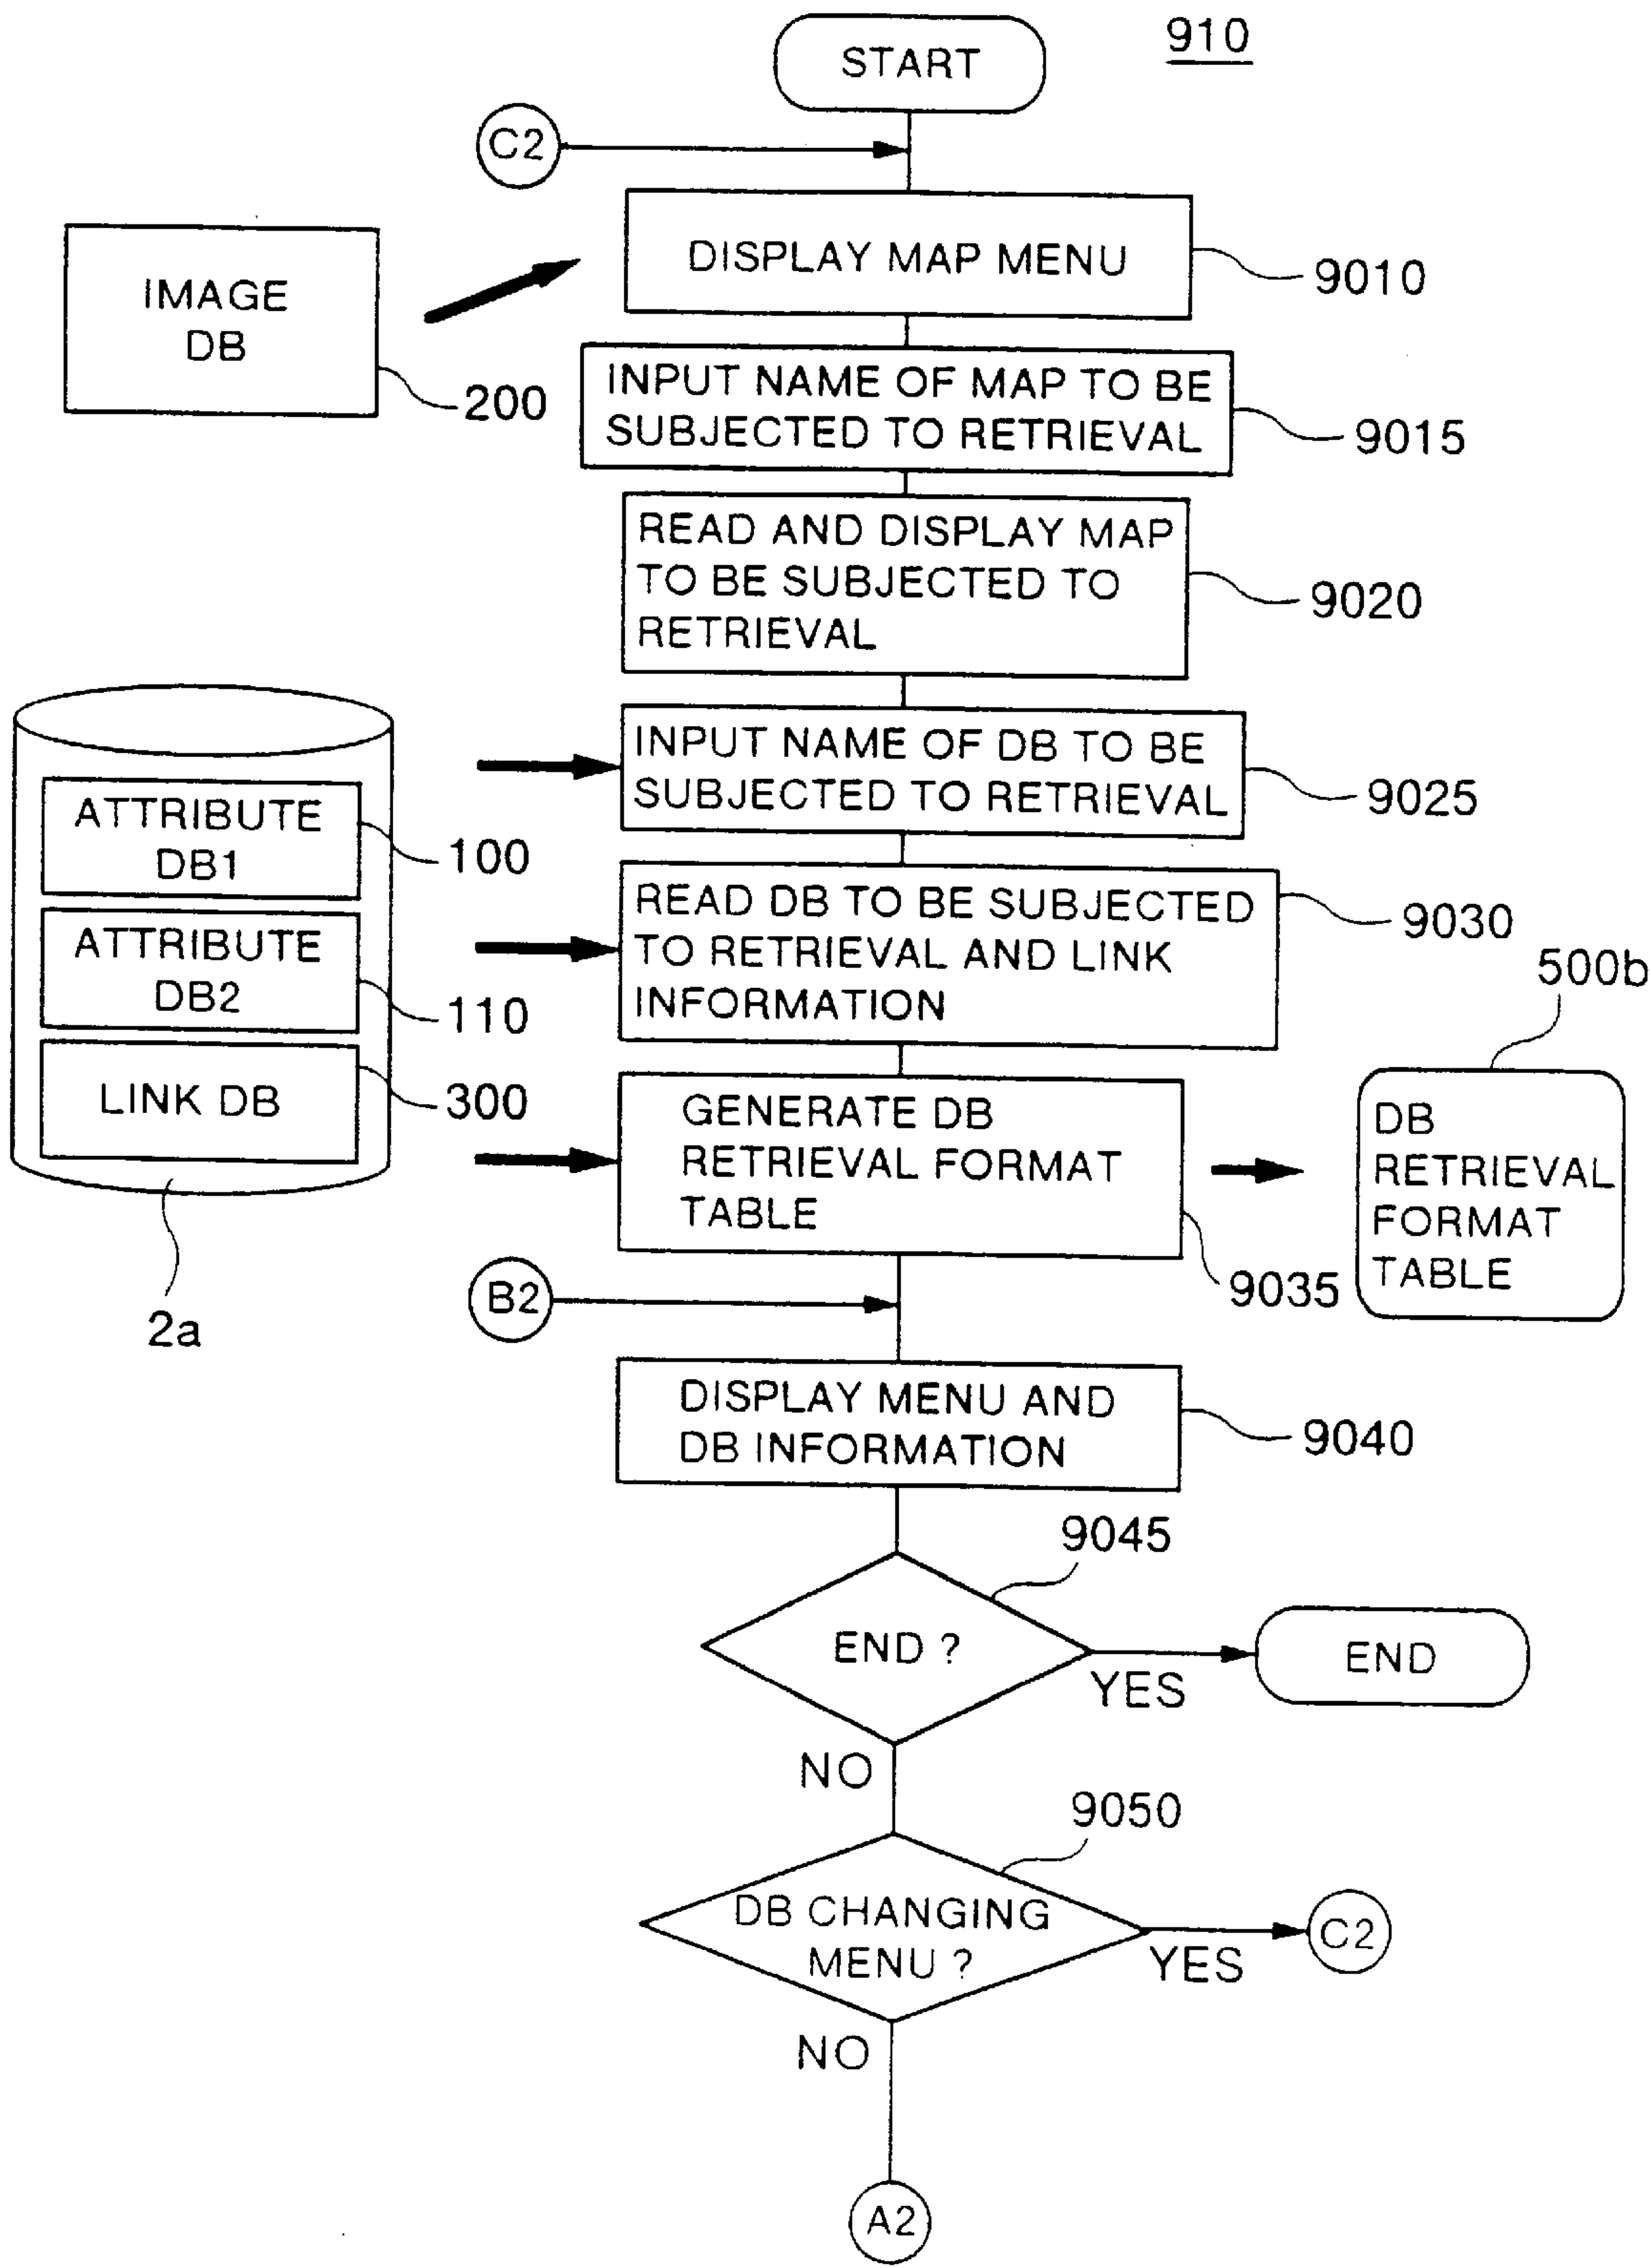 910
START
C2
DISPLAY MAP MENU
9010
IMAGE
DB
200
INPUT NAME OF MAP TO BE
SUBJECTED TO RETRIEVAL
9015
READ AND DISPLAY MAP
TO BE SUBJECTED TO
RETRIEVAL
9020
INPUT NAME OF DB TO BE
SUBJECTED TO RETRIEVAL
9025
ATTRIBUTE
DB1
100
READ DB TO BE SUBJECTED
TO RETRIEVAL AND LINK
INFORMATION
9030
ATTRIBUTE
DB2
110
LINK DB
300
2a
GENERATE DB
RETRIEVAL FORMAT
TABLE
9035
500b
DB
RETRIEVAL
FORMAT
TABLE
B2
DISPLAY MENU AND
DB INFORMATION
9040
9045
END ?
YES
END
NO
9050
DB CHANGING
MENU ?
YES
C2
NO
A2